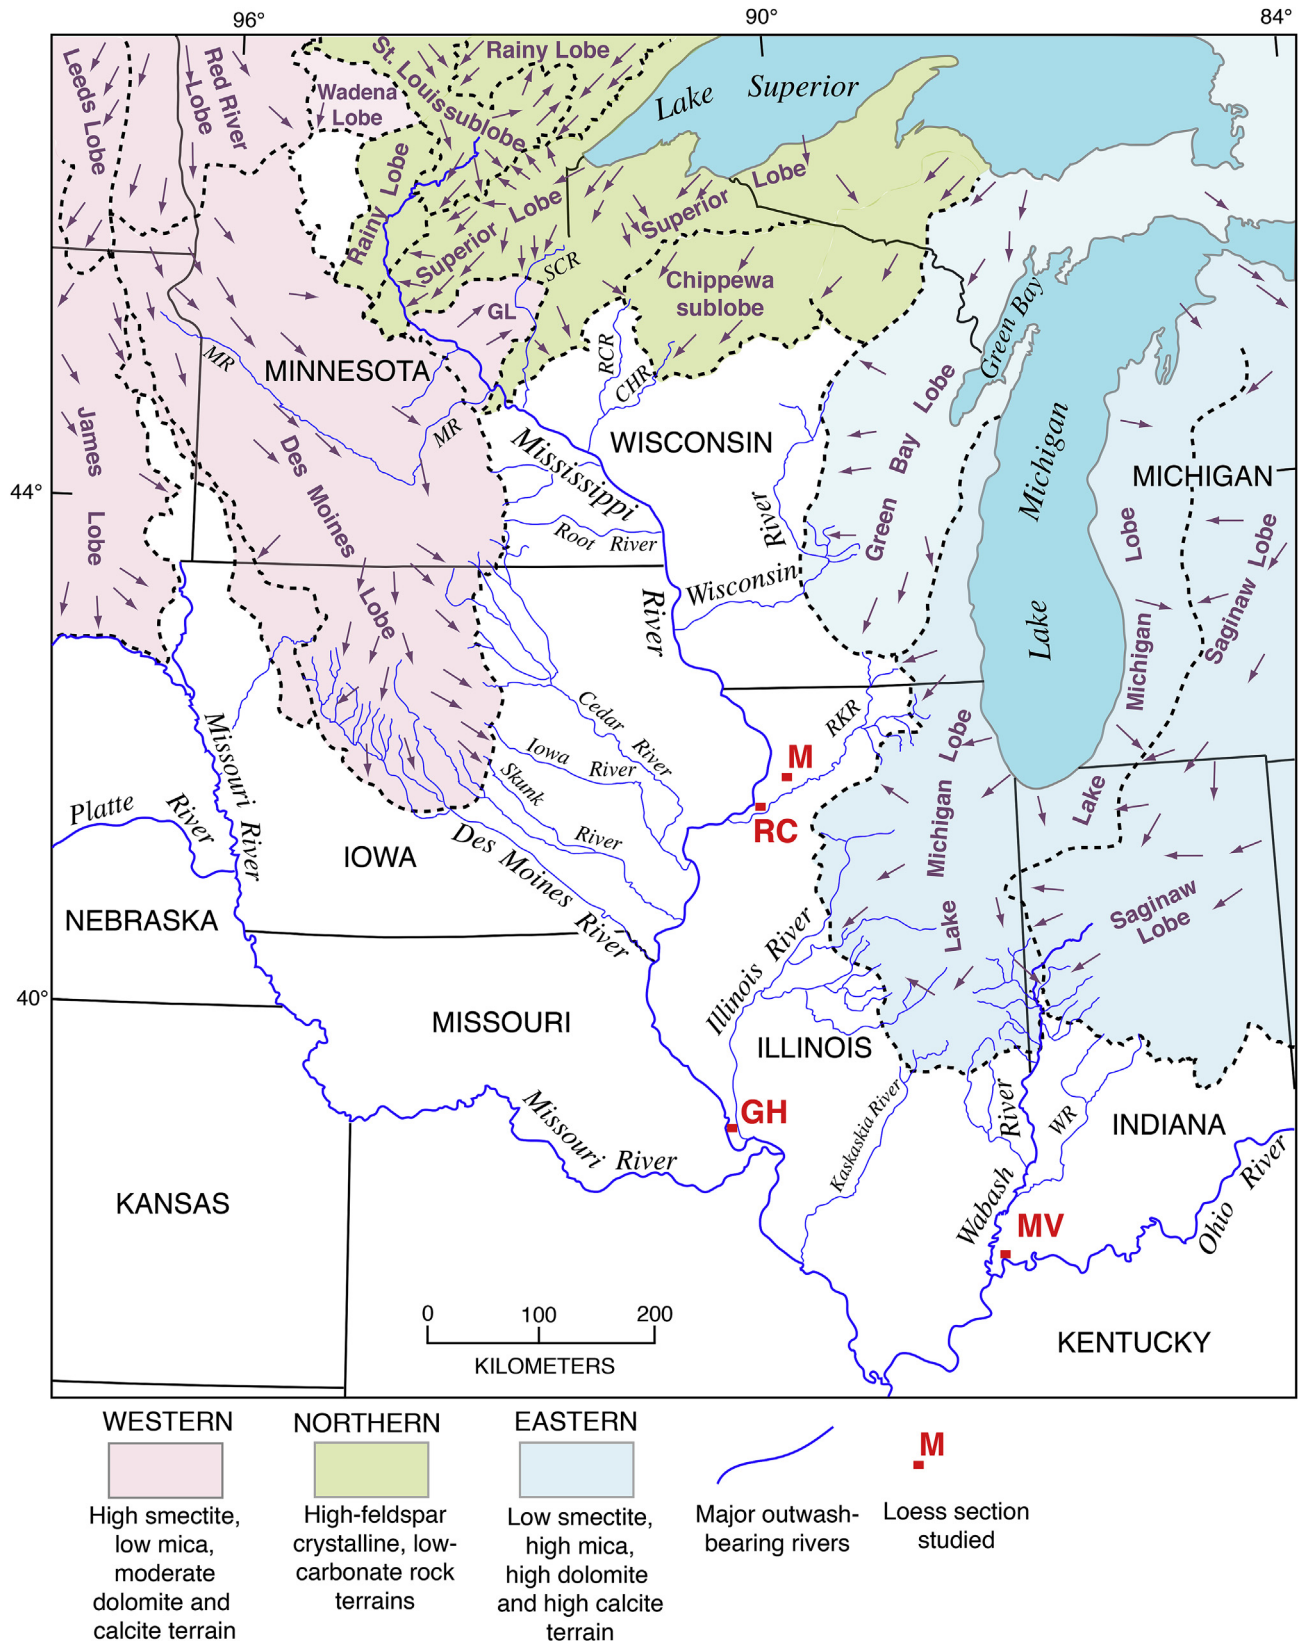 96°
90°
84°
44°
40°
Leeds Lobe
Red River
Lobe
Wadena
Lobe
St. Louissublobe
Rainy Lobe
Rainy Lobe
Superior Lobe
Superior Lobe
Lake Superior
Chippewa
sublobe
GL
SCR
RCR
CHR
MR
MR
MINNESOTA
WISCONSIN
MICHIGAN
Green Bay
Green Bay Lobe
Lake Michigan
James Lobe
Des Moines Lobe
Mississippi
River
Root River
Wisconsin
River
Lake Michigan Lobe
Saginaw Lobe
Cedar River
Iowa River
Skunk River
Des Moines River
RKR
M
RC
Lake Michigan Lobe
Saginaw
Lobe
Missouri River
Platte River
IOWA
NEBRASKA
Illinois River
MISSOURI
ILLINOIS
GH
Kaskaskia River
Wabash River
WR
INDIANA
Missouri River
KANSAS
MV
Ohio River
KENTUCKY
0 100 200
KILOMETERS
WESTERN
High smectite,
low mica,
moderate
dolomite and
calcite terrain
NORTHERN
High-feldspar
crystalline, low-
carbonate rock
terrains
EASTERN
Low smectite,
high mica,
high dolomite
and high calcite
terrain
Major outwash-
bearing rivers
M
Loess section
studied